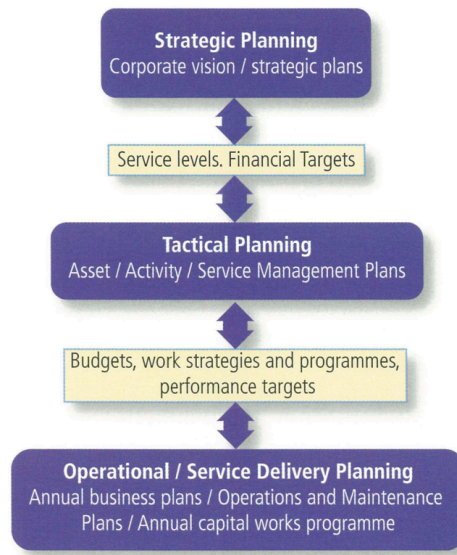 Strategic Planning
Corporate vision / strategic plans
Service levels. Financial Targets
Tactical Planning
Asset / Activity / Service Management Plans
Budgets, work strategies and programmes,
performance targets
Operational / Service Delivery Planning
Annual business plans / Operations and Maintenance
Plans / Annual capital works programme